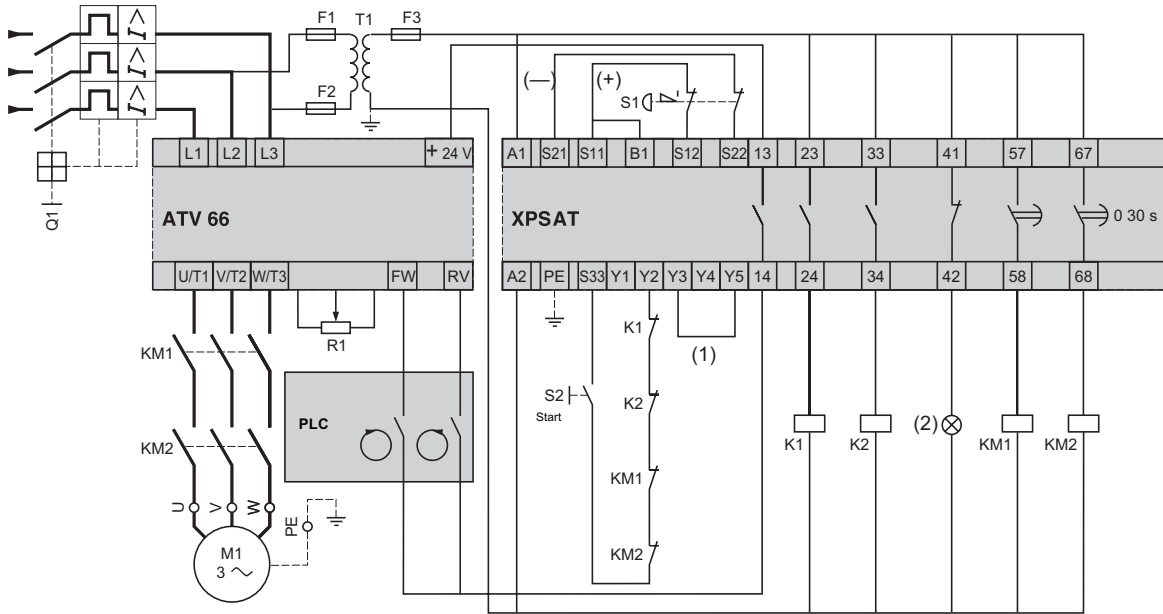 F1 T1 F3
F2
(—) (+)
S1
Q1
L1 L2 L3 + 24 V
ATV 66
U/T1 V/T2 W/T3 FW RV
A1 S21 S11 B1 S12 S22 13 23 33 41 57 67
XPSAT
0 30 s
A2 PE S33 Y1 Y2 Y3 Y4 Y5 14 24 34 42 58 68
R1
KM1
PLC
KM2
U V W
PE
M1
3
K1
(1)
S2
Start
K2
KM1
KM2
K1 K2 (2) KM1 KM2